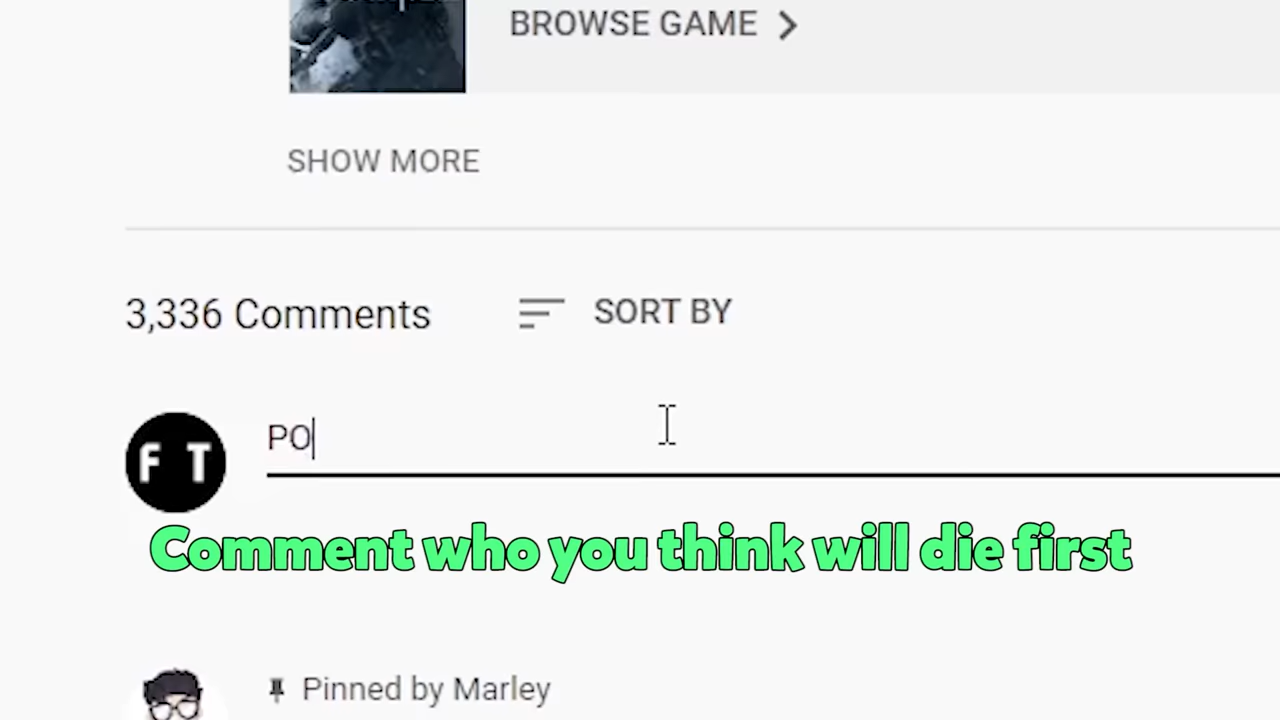 BROWSE GAME
SHOW MORE
3,336 Comments SORT BY
PO
F T
Comment who you think will die first
Pinned by Marley